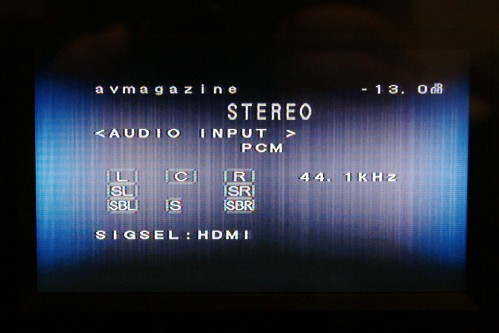 avmagazine -13.0dB
STEREO
<AUDIO INPUT >
PCM
L C R 44.1kHz
SL SR
SBL S SBR
SIGSEL:HDMI